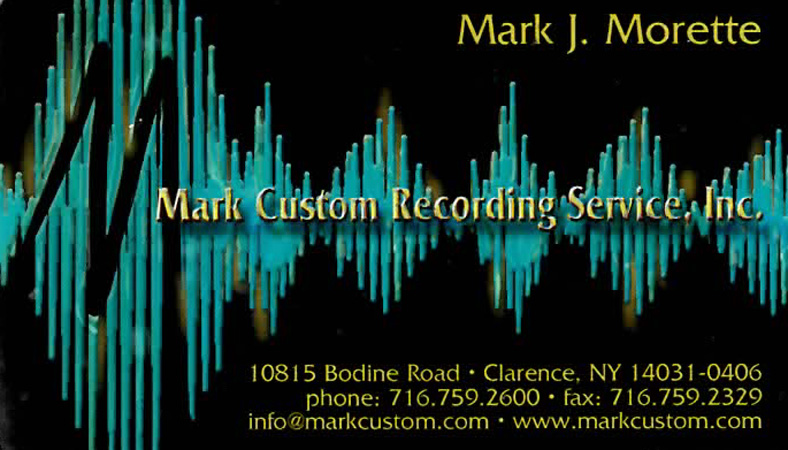 Mark J. Morette
Mark Custom Recording Service, Inc.
10815 Bodine Road • Clarence, NY 14031-0406
phone: 716.759.2600 • fax: 716.759.2329
info@markcustom.com • www.markcustom.com